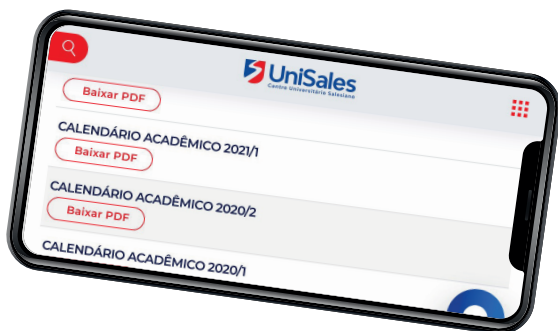 UniSales
Centro Universitário Salesiano
Baixar PDF
CALENDÁRIO ACADÊMICO 2021/1
Baixar PDF
CALENDÁRIO ACADÊMICO 2020/2
Baixar PDF
CALENDÁRIO ACADÊMICO 2020/1